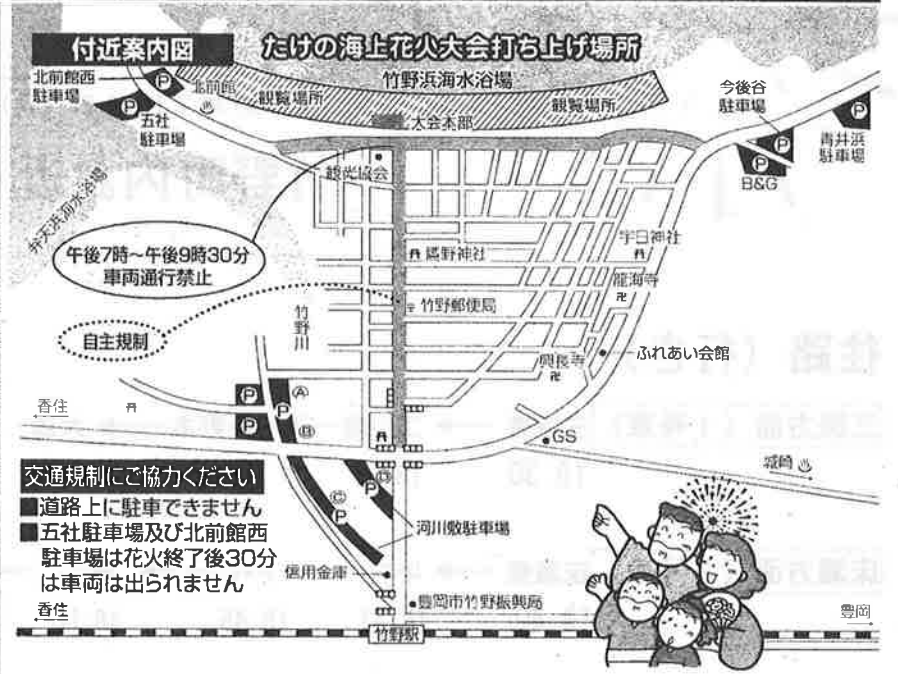 付近案内図
たけの海上花火大会打ち上げ場所
竹野浜海水浴場
北前館西
駐車場
北前館
観覧場所
観覧場所
今後谷
駐車場
五社
駐車場
大会本部
青井浜
駐車場
B&G
観光協会
弁天浜海水浴場
午後7時〜午後9時30分
車両通行禁止
鷹野神社
宇日神社
龍海寺
竹野川
竹野郵便局
自主規制
ふれあい会館
興長寺
香住
Ⓐ
Ⓑ
GS
城崎
交通規制にご協力ください
■道路上に駐車できません
■五社駐車場及び北前館西
駐車場は花火終了後30分
は車両は出られません
Ⓒ
Ⓓ
河川敷駐車場
信用金庫
豊岡市竹野振興局
香住
豊岡
竹野駅